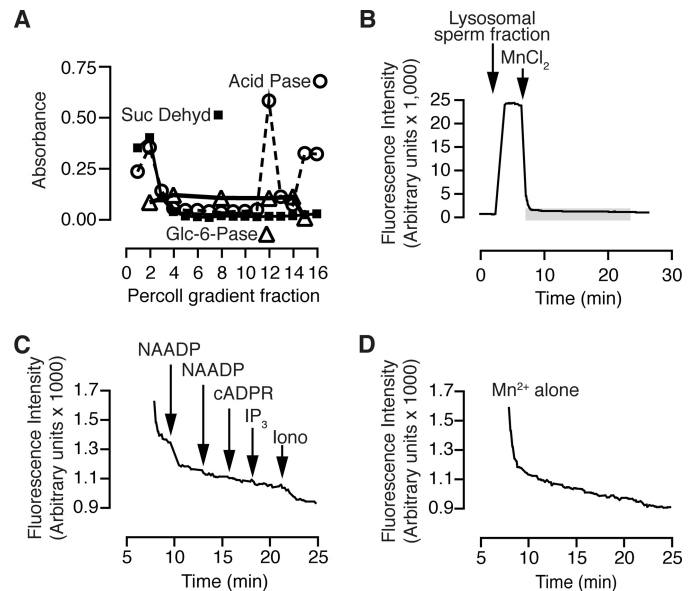 A
Absorbance
0.75
0.50
0.25
0.00
Acid Pase
Suc Dehyd
Glc-6-Pase
0 2 4 6 8 10 12 14 16
Percoll gradient fraction
B
Lysosomal
sperm fraction
MnCl2
Fluorescence Intensity
(Arbitrary units x 1,000)
25
20
15
10
5
0
0 10 20 30
Time (min)
C
Fluorescence Intensity
(Arbitrary units x 1000)
1.7
1.5
1.3
1.1
0.9
NAADP
NAADP
cADPR
IP3
Iono
5 10 15 20 25
Time (min)
D
Fluorescence Intensity
(Arbitrary units x 1000)
1.7
1.5
1.3
1.1
0.9
Mn2+ alone
5 10 15 20 25
Time (min)